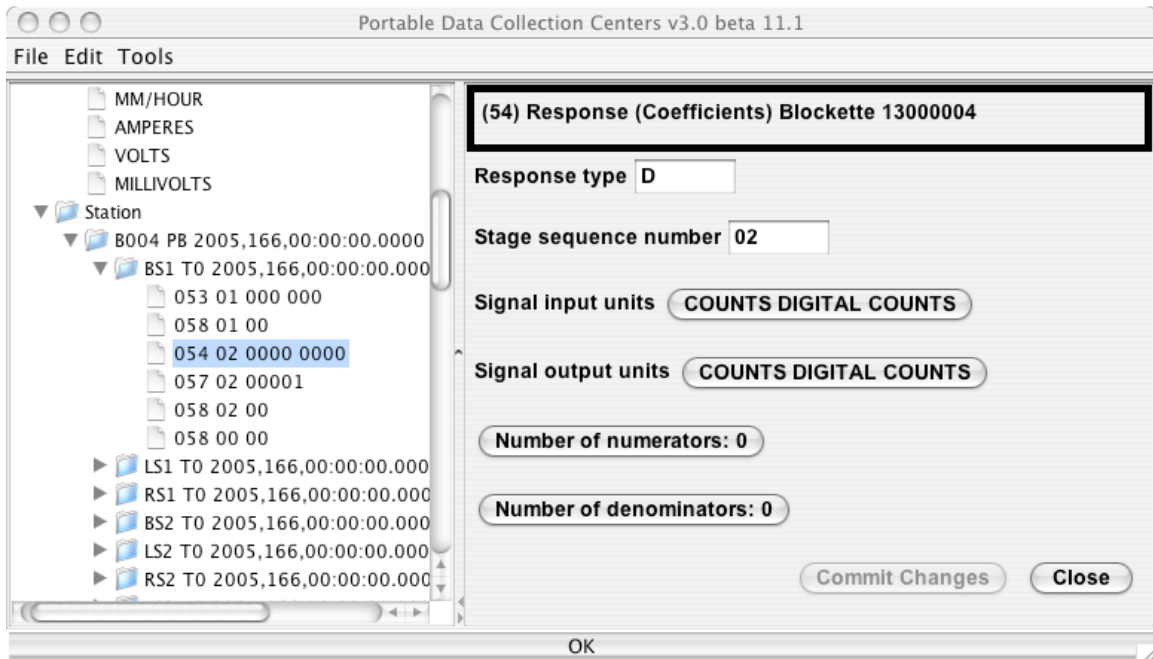 Portable Data Collection Centers v3.0 beta 11.1
File Edit Tools
MM/HOUR
AMPERES
VOLTS
MILLIVOLTS
Station
B004 PB 2005,166,00:00:00.0000
BS1 T0 2005,166,00:00:00.000
053 01 000 000
058 01 00
054 02 0000 0000
057 02 00001
058 02 00
058 00 00
LS1 T0 2005,166,00:00:00.000
RS1 T0 2005,166,00:00:00.000
BS2 T0 2005,166,00:00:00.000
LS2 T0 2005,166,00:00:00.000
RS2 T0 2005,166,00:00:00.000
(54) Response (Coefficients) Blockette 13000004
Response type D
Stage sequence number 02
Signal input units COUNTS DIGITAL COUNTS
Signal output units COUNTS DIGITAL COUNTS
Number of numerators: 0
Number of denominators: 0
Commit Changes Close
OK